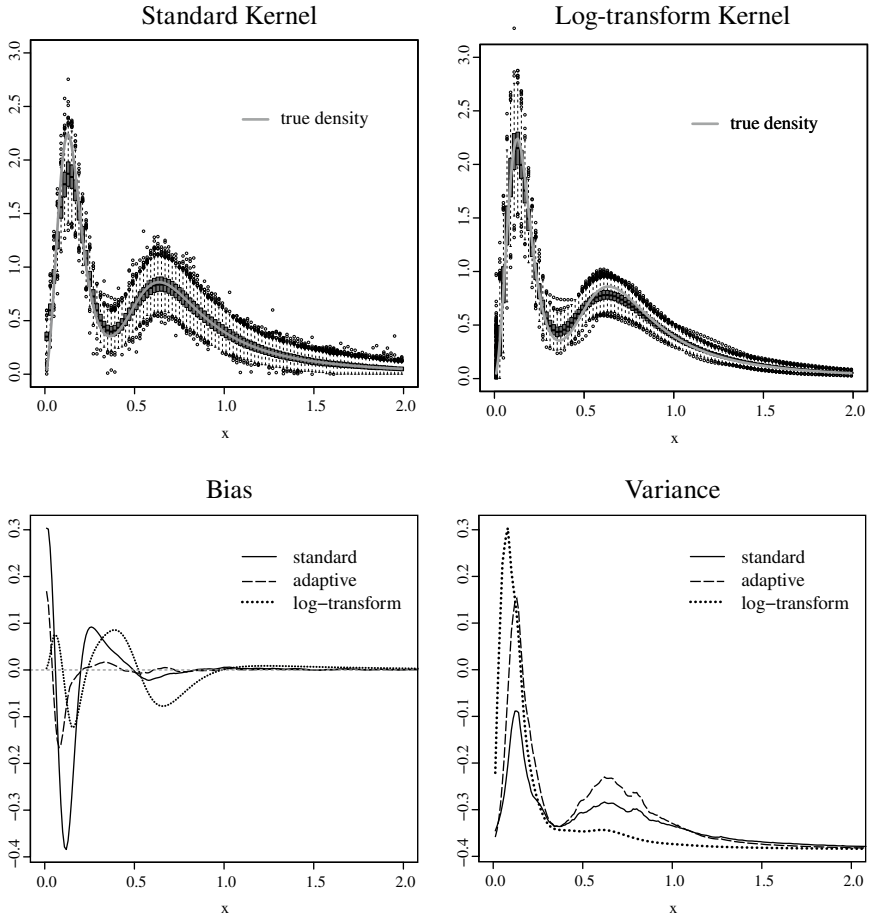 Standard Kernel
3.0
2.5
2.0
1.5
1.0
0.5
0.0
true density
0.0 0.5 1.0 1.5 2.0
x
Log-transform Kernel
3.0
2.5
2.0
1.5
1.0
0.5
0.0
true density
0.0 0.5 1.0 1.5 2.0
x
Bias
0.3
0.2
0.1
0.0
−0.1
−0.2
−0.3
−0.4
standard
adaptive
log−transform
0.0 0.5 1.0 1.5 2.0
x
Variance
0.3
0.2
0.1
0.0
−0.1
−0.2
−0.3
−0.4
standard
adaptive
log−transform
0.0 0.5 1.0 1.5 2.0
x